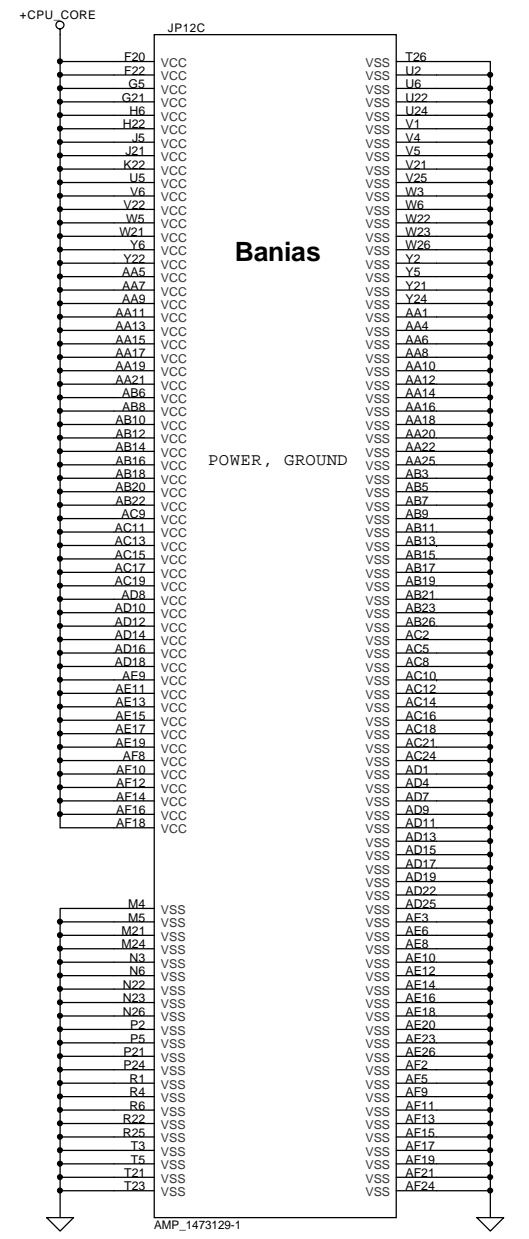 +CPU_CORE
JP12C
F20 VCC VSS T26
F22 VCC VSS U2
G5 VCC VSS U6
G21 VCC VSS U22
H6 VCC VSS U24
H22 VCC VSS V1
J5 VCC VSS V4
J21 VCC VSS V5
K22 VCC VSS V21
U5 VCC VSS V25
V6 VCC VSS W3
V22 VCC VSS W6
W5 VCC VSS W22
W21 VCC VSS W23
Y6 VCC Banias VSS W26
Y22 VCC VSS Y2
AA5 VCC VSS Y5
AA7 VCC VSS Y21
AA9 VCC VSS Y24
AA11 VCC VSS AA1
AA13 VCC VSS AA4
AA15 VCC VSS AA6
AA17 VCC VSS AA8
AA19 VCC VSS AA10
AA21 VCC VSS AA12
AB6 VCC VSS AA14
AB8 VCC VSS AA16
AB10 VCC VSS AA18
AB12 VCC VSS AA20
AB14 VCC VSS AA22
AB16 VCC POWER, GROUND VSS AA25
AB18 VCC VSS AB3
AB20 VCC VSS AB5
AB22 VCC VSS AB7
AC9 VCC VSS AB9
AC11 VCC VSS AB11
AC13 VCC VSS AB13
AC15 VCC VSS AB15
AC17 VCC VSS AB17
AC19 VCC VSS AB19
AD8 VCC VSS AB21
AD10 VCC VSS AB23
AD12 VCC VSS AB26
AD14 VCC VSS AC2
AD16 VCC VSS AC5
AD18 VCC VSS AC8
AE9 VCC VSS AC10
AE11 VCC VSS AC12
AE13 VCC VSS AC14
AE15 VCC VSS AC16
AE17 VCC VSS AC18
AE19 VCC VSS AC21
AF8 VCC VSS AC24
AF10 VCC VSS AD1
AF12 VCC VSS AD4
AF14 VCC VSS AD7
AF16 VCC VSS AD9
AF18 VCC VSS AD11
VSS AD13
VSS AD15
VSS AD17
VSS AD19
VSS AD22
M4 VSS VSS AD25
M5 VSS VSS AE3
M21 VSS VSS AE6
M24 VSS VSS AE8
N3 VSS VSS AE10
N6 VSS VSS AE12
N22 VSS VSS AE14
N23 VSS VSS AE16
N26 VSS VSS AE18
P2 VSS VSS AE20
P5 VSS VSS AE23
P21 VSS VSS AE26
P24 VSS VSS AF2
R1 VSS VSS AF5
R4 VSS VSS AF9
R6 VSS VSS AF11
R22 VSS VSS AF13
R25 VSS VSS AF15
T3 VSS VSS AF17
T5 VSS VSS AF19
T21 VSS VSS AF21
T23 VSS VSS AF24
AMP_1473129-1